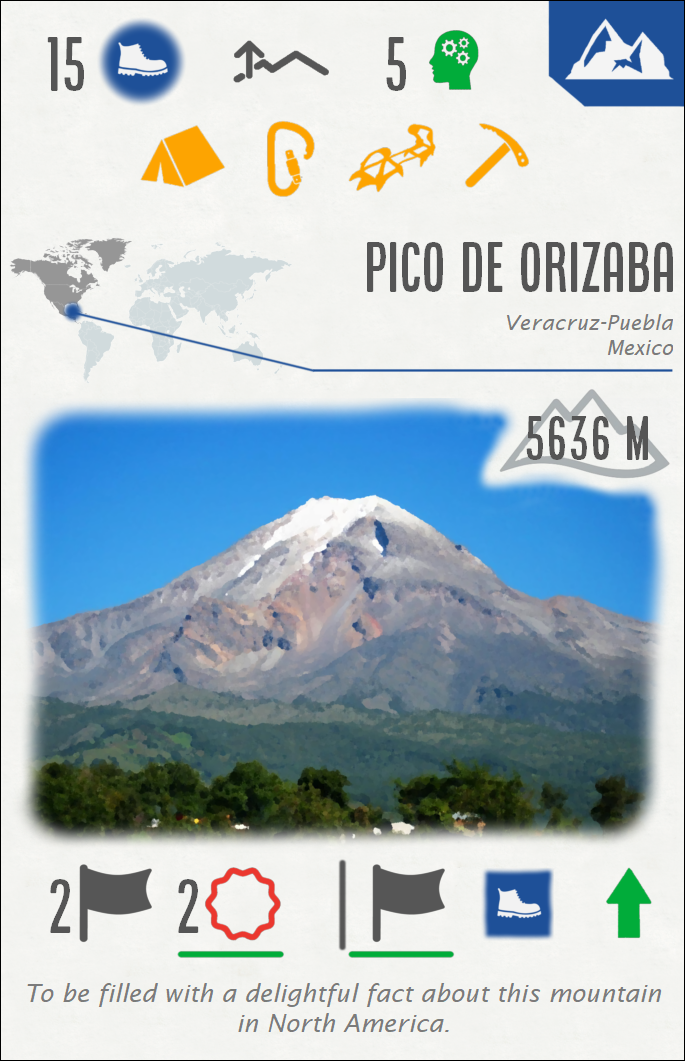 15 5
PICO DE ORIZABA
Veracruz-Puebla
Mexico
5636 M
2 2
To be filled with a delightful fact about this mountain
in North America.